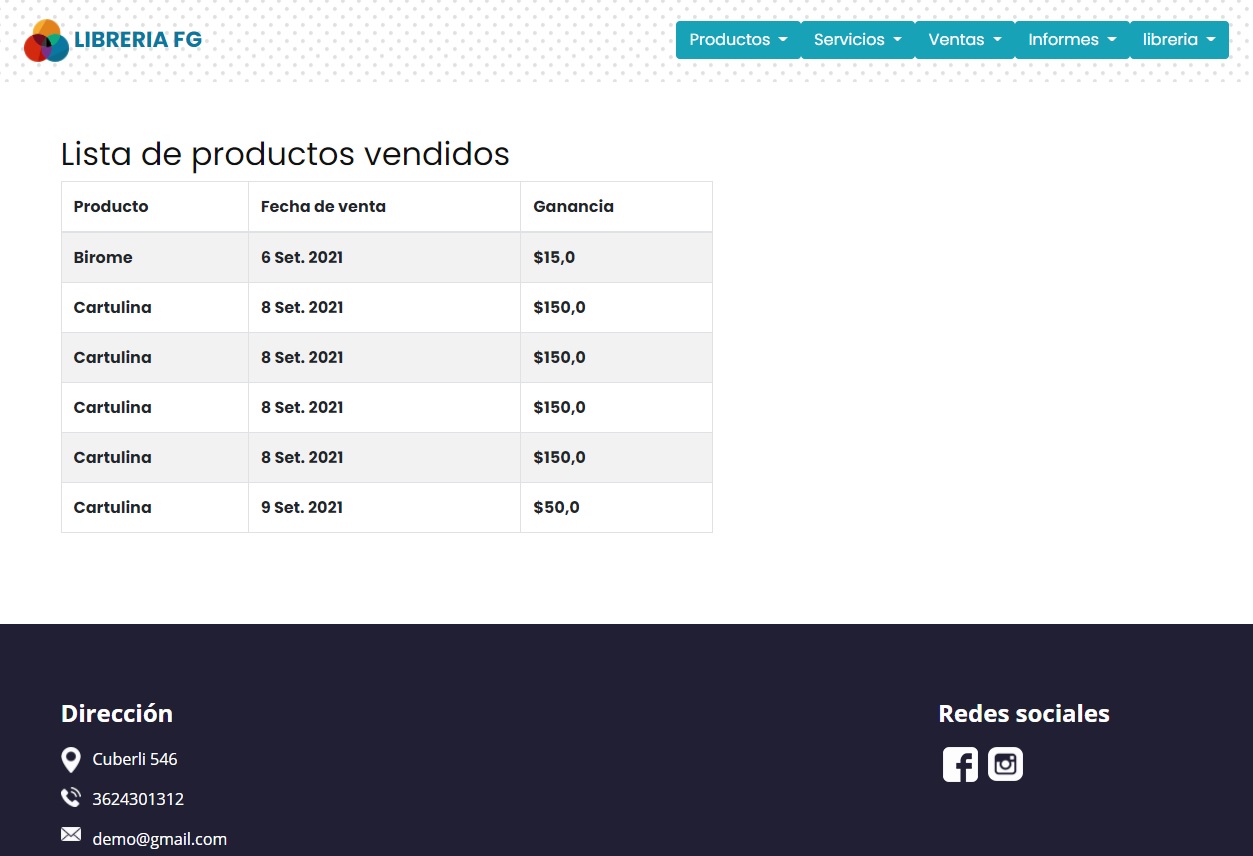 LIBRERIA FG
Productos Servicios Ventas Informes libreria
Lista de productos vendidos
Producto Fecha de venta Ganancia
Birome 6 Set. 2021 $15,0
Cartulina 8 Set. 2021 $150,0
Cartulina 8 Set. 2021 $150,0
Cartulina 8 Set. 2021 $150,0
Cartulina 8 Set. 2021 $150,0
Cartulina 9 Set. 2021 $50,0
Dirección
Cuberli 546
3624301312
demo@gmail.com
Redes sociales